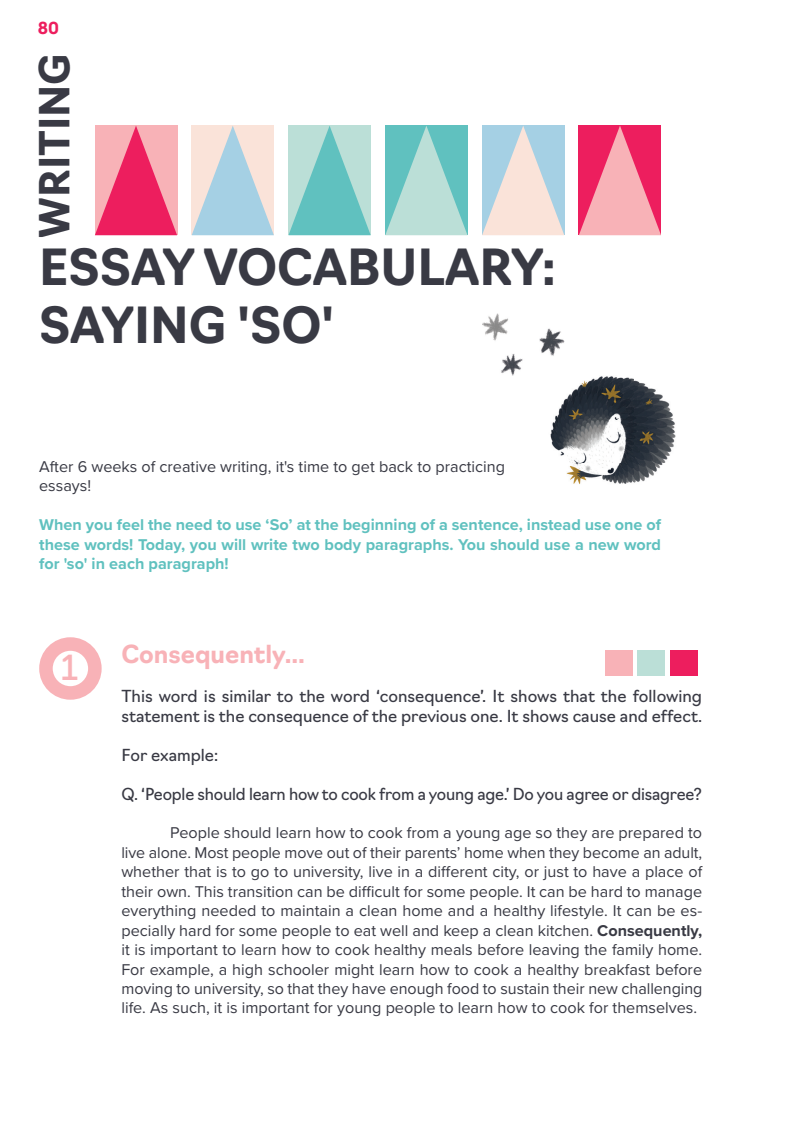 80
WRITING
ESSAY VOCABULARY:
SAYING 'SO'
After 6 weeks of creative writing, it's time to get back to practicing
essays!
When you feel the need to use ‘So’ at the beginning of a sentence, instead use one of
these words! Today, you will write two body paragraphs. You should use a new word
for 'so' in each paragraph!
1
Consequently...
This word is similar to the word ‘consequence’. It shows that the following
statement is the consequence of the previous one. It shows cause and effect.
For example:
Q. ‘People should learn how to cook from a young age.’ Do you agree or disagree?
People should learn how to cook from a young age so they are prepared to
live alone. Most people move out of their parents’ home when they become an adult,
whether that is to go to university, live in a different city, or just to have a place of
their own. This transition can be difficult for some people. It can be hard to manage
everything needed to maintain a clean home and a healthy lifestyle. It can be es-
pecially hard for some people to eat well and keep a clean kitchen. Consequently,
it is important to learn how to cook healthy meals before leaving the family home.
For example, a high schooler might learn how to cook a healthy breakfast before
moving to university, so that they have enough food to sustain their new challenging
life. As such, it is important for young people to learn how to cook for themselves.